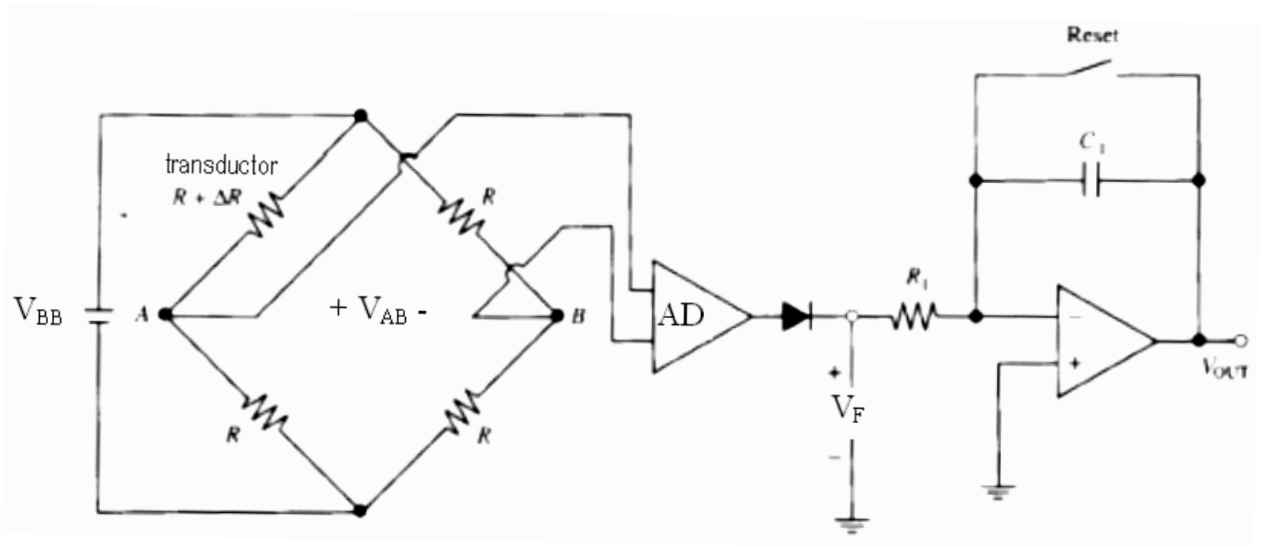 Reset
C1
transductor
R + ΔR
R
R1
VBB
A
+ VAB -
B
AD
−
+
VOUT
+
VF
−
R
R